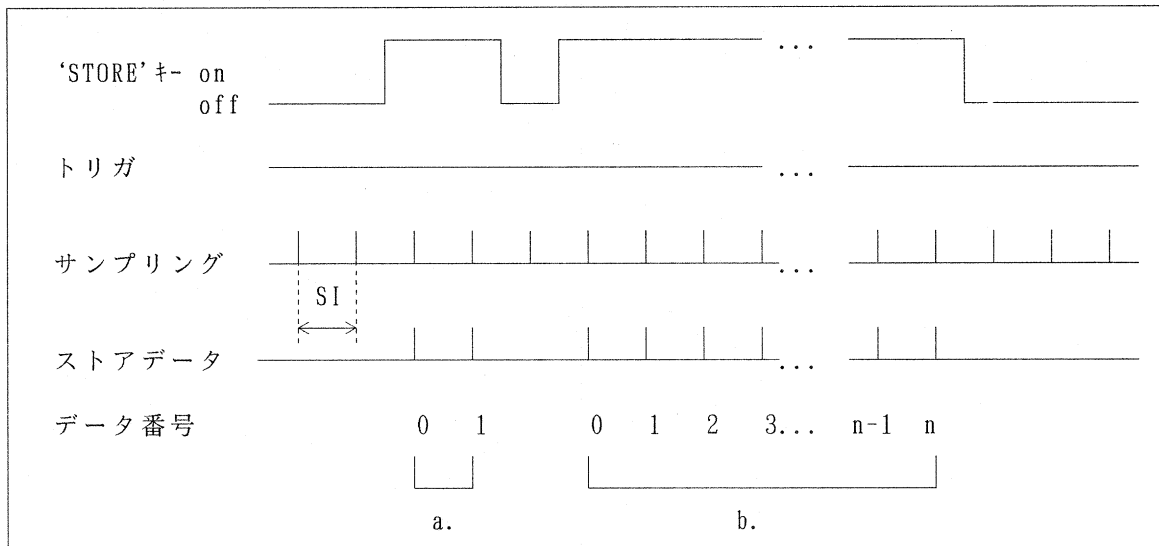 ...
‘STORE’キー on
off
トリガ ...
サンプリング ...
SI
ストアデータ ...
データ番号 0 1 0 1 2 3... n-1 n
a. b.